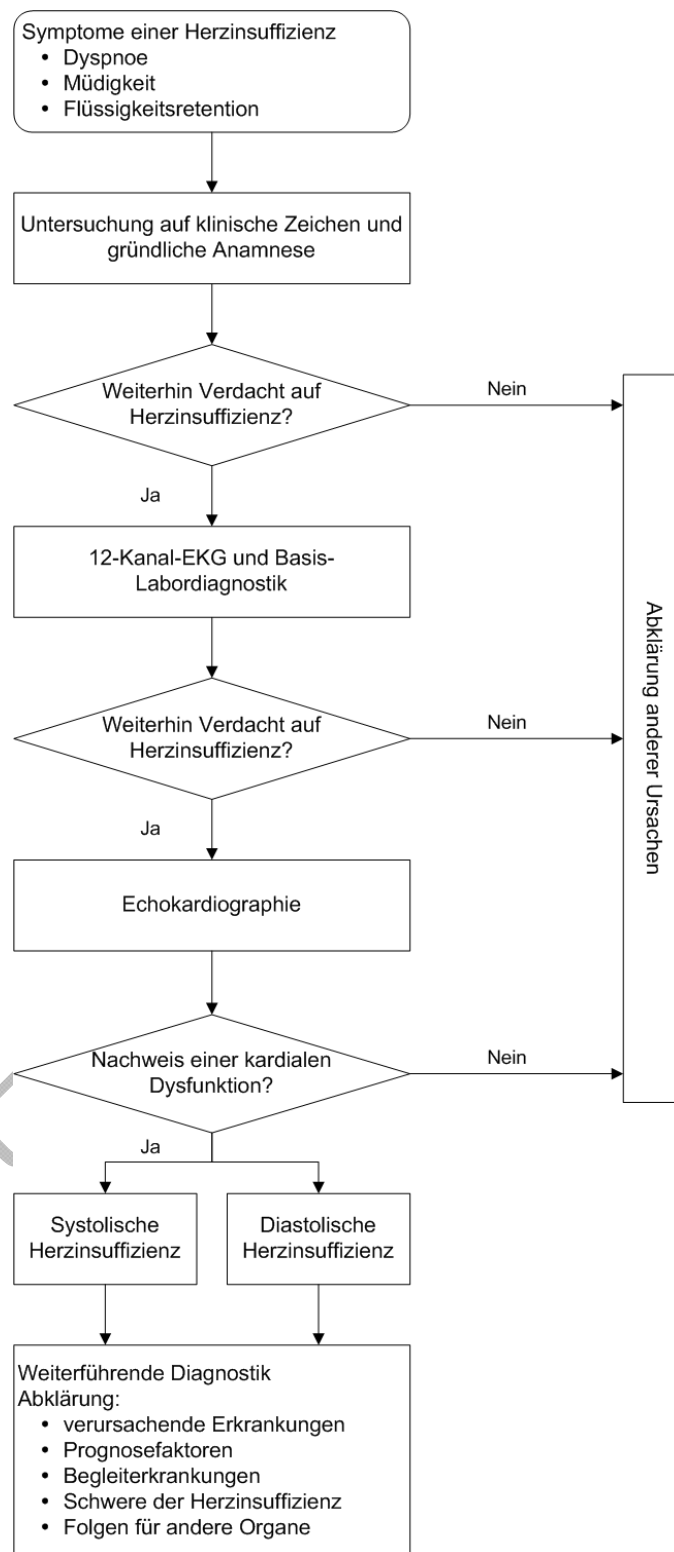 Symptome einer Herzinsuffizienz
• Dyspnoe
• Müdigkeit
• Flüssigkeitsretention
Untersuchung auf klinische Zeichen und
gründliche Anamnese
Weiterhin Verdacht auf
Herzinsuffizienz?
Nein
Ja
12-Kanal-EKG und Basis-
Labordiagnostik
Weiterhin Verdacht auf
Herzinsuffizienz?
Nein
Ja
Echokardiographie
Nachweis einer kardialen
Dysfunktion?
Nein
Ja
Abklärung anderer Ursachen
Systolische
Herzinsuffizienz
Diastolische
Herzinsuffizienz
Weiterführende Diagnostik
Abklärung:
• verursachende Erkrankungen
• Prognosefaktoren
• Begleiterkrankungen
• Schwere der Herzinsuffizienz
• Folgen für andere Organe